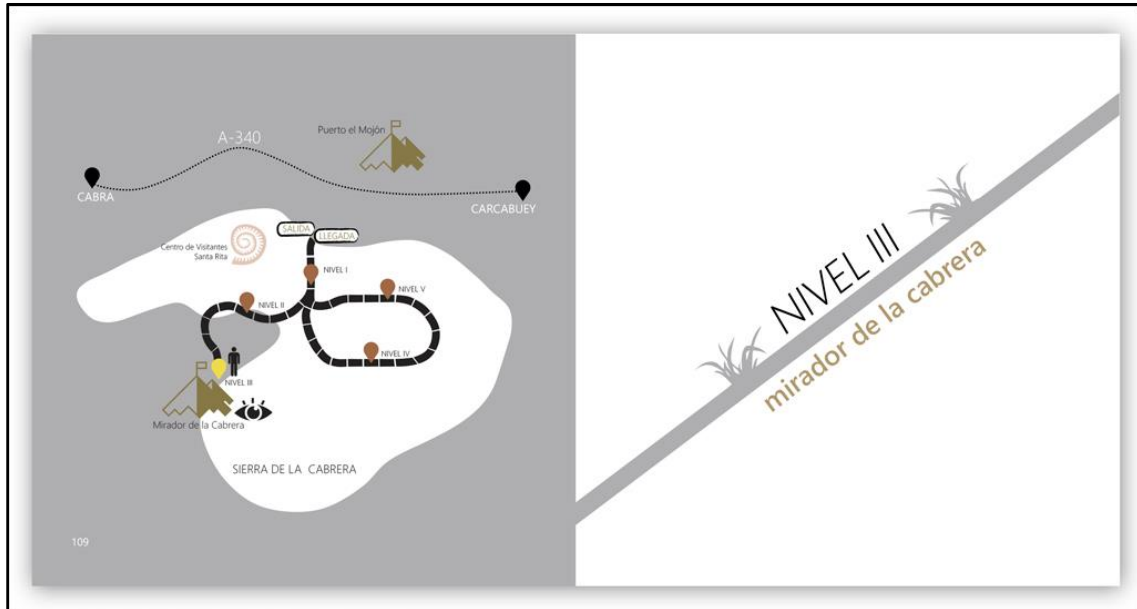 A-340
Puerto el Mojón
CABRA
CARCABUEY
SALIDA
LLEGADA
Centro de Visitantes
Santa Rita
NIVEL I
NIVEL II
NIVEL V
NIVEL IV
NIVEL III
Mirador de la Cabrera
SIERRA DE LA CABRERA
109
NIVEL III
mirador de la cabrera